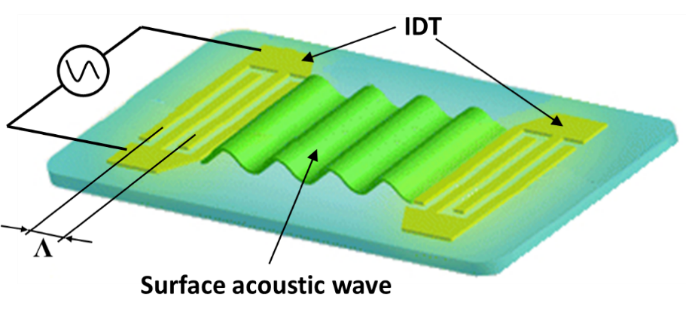 IDT
Λ
Surface acoustic wave